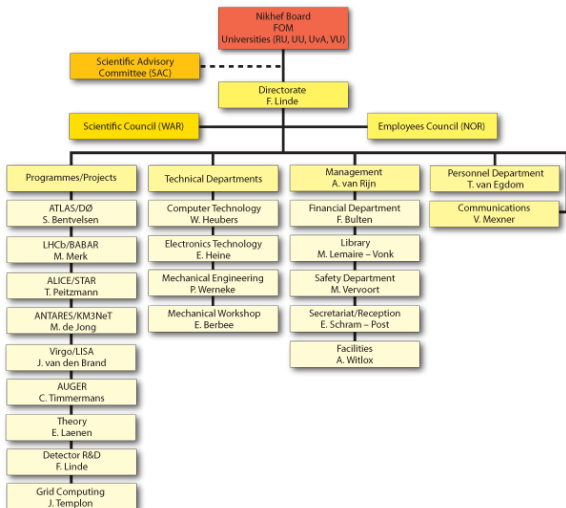 Nikhef Board
FOM
Universities (RU, UU, UvA, VU)
Scientific Advisory
Committee (SAC)
Directorate
F. Linde
Scientific Council (WAR)
Employees Council (NOR)
Programmes/Projects
ATLAS/DØ
S. Bentvelsen
LHCb/BABAR
M. Merk
ALICE/STAR
T. Peitzmann
ANTARES/KM3NeT
M. de Jong
Virgo/LISA
J. van den Brand
AUGER
C. Timmermans
Theory
E. Laenen
Detector R&D
F. Linde
Grid Computing
J. Templon
Technical Departments
Computer Technology
W. Heubers
Electronics Technology
E. Heine
Mechanical Engineering
P. Werneke
Mechanical Workshop
E. Berbee
Management
A. van Rijn
Financial Department
F. Bulten
Library
M. Lemaire – Vonk
Safety Department
M. Vervoort
Secretariat/Reception
E. Schram – Post
Facilities
A. Witlox
Personnel Department
T. van Egdom
Communications
V. Mexner